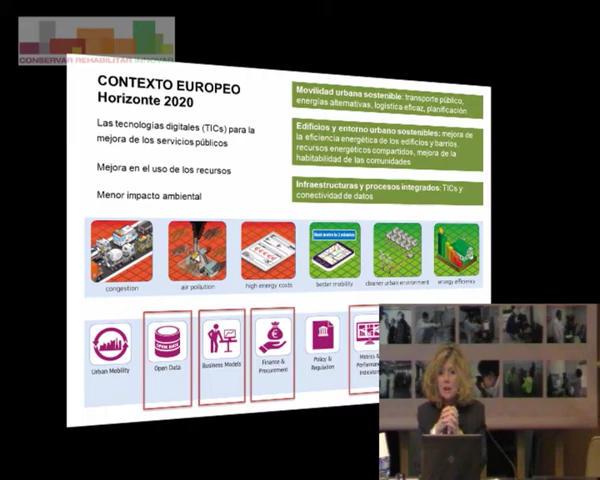 CONSERVAR REHABILITAR INNOVAR
CONTEXTO EUROPEO
Horizonte 2020
Las tecnologías digitales (TICs) para la
mejora de los servicios públicos
Mejora en el uso de los recursos
Menor impacto ambiental
Movilidad urbana sostenible: transporte público,
energías alternativas, logística eficaz, planificación
Edificios y entorno urbano sostenibles: mejora de
la eficiencia energética de los edificios y barrios,
recursos energéticos compartidos, mejora de la
habitabilidad de las comunidades
Infraestructuras y procesos integrados: TICs y
conectividad de datos
congestion
air pollution
high energy costs
better mobility
cleaner urban environment
energy efficiency
Urban Mobility
OPEN DATA
Open Data
Business Models
Finance &
Procurement
Policy &
Regulation
Metrics &